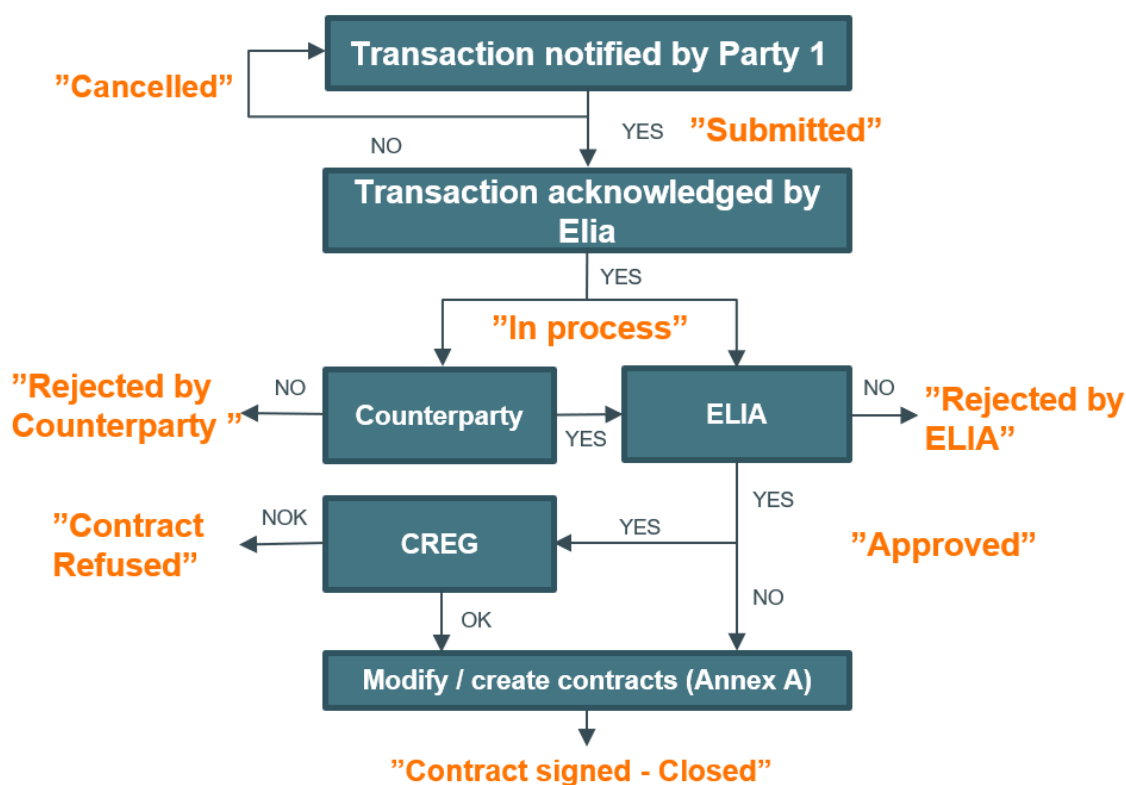 Transaction notified by Party 1
”Cancelled”
YES
”Submitted”
NO
Transaction acknowledged by
Elia
YES
”In process”
”Rejected by
Counterparty ”
NO
Counterparty
YES
ELIA
NO
”Rejected by
ELIA”
YES
”Contract
Refused”
NOK
CREG
YES
”Approved”
OK
NO
Modify / create contracts (Annex A)
”Contract signed - Closed”